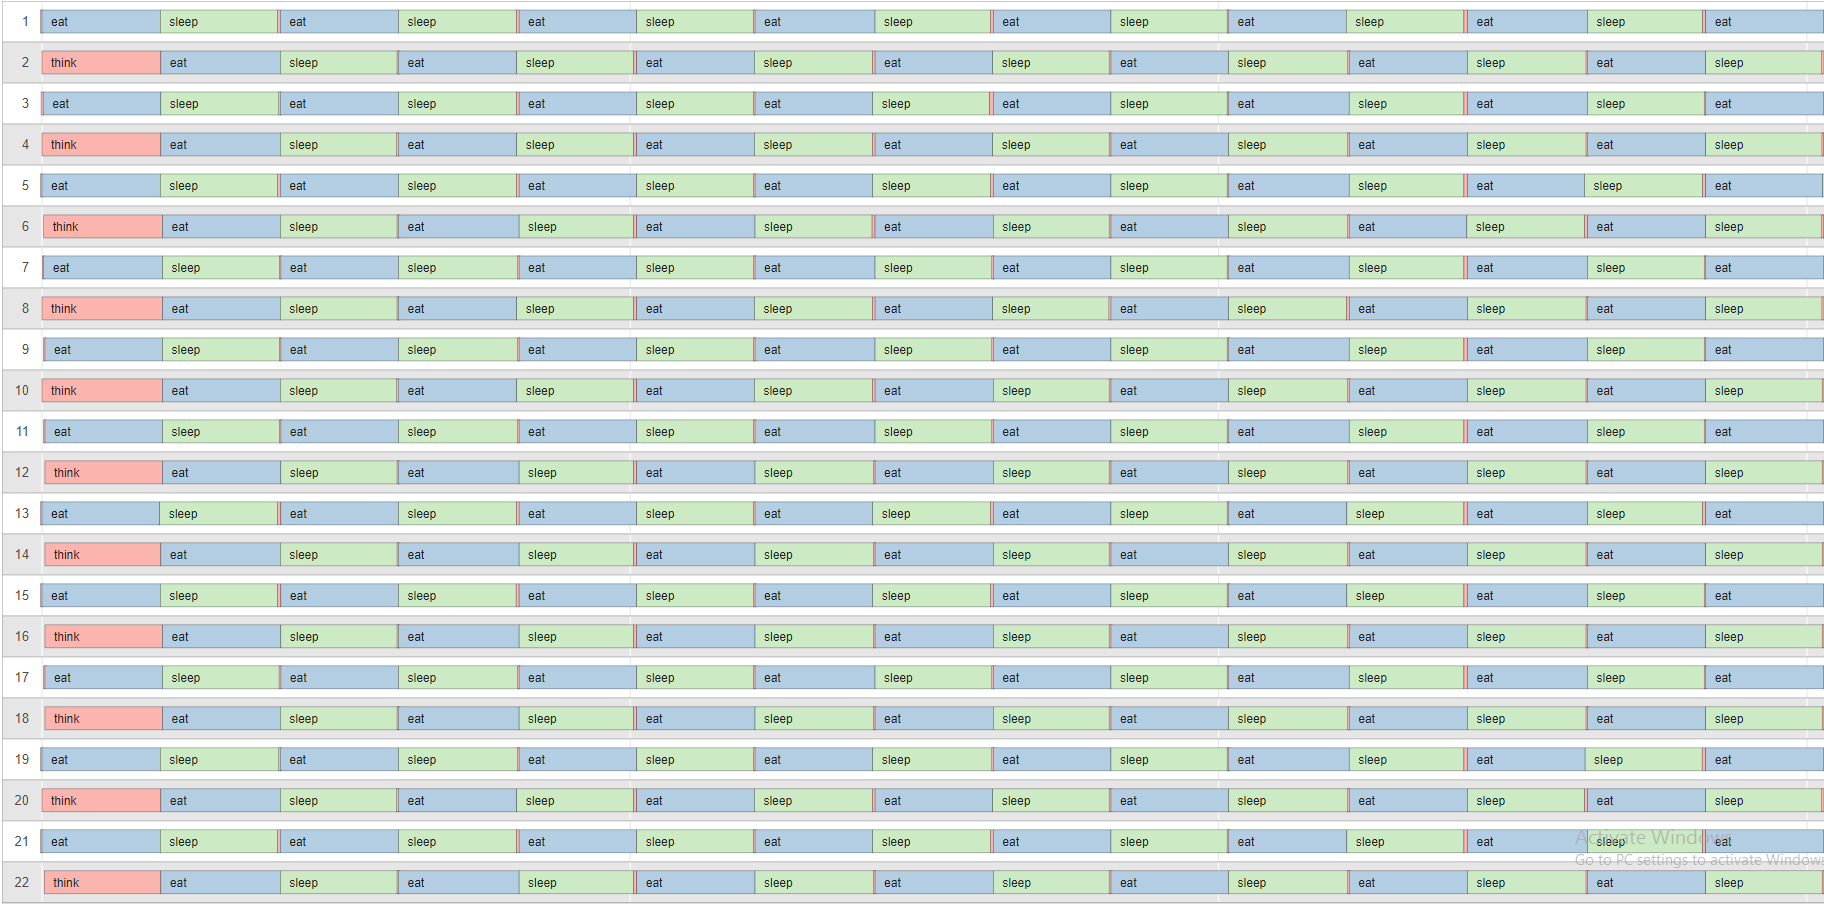 1 eat sleep eat sleep eat sleep eat sleep eat sleep eat sleep eat sleep eat
2 think eat sleep eat sleep eat sleep eat sleep eat sleep eat sleep eat sleep
3 eat sleep eat sleep eat sleep eat sleep eat sleep eat sleep eat sleep eat
4 think eat sleep eat sleep eat sleep eat sleep eat sleep eat sleep eat sleep
5 eat sleep eat sleep eat sleep eat sleep eat sleep eat sleep eat sleep eat
6 think eat sleep eat sleep eat sleep eat sleep eat sleep eat sleep eat sleep
7 eat sleep eat sleep eat sleep eat sleep eat sleep eat sleep eat sleep eat
8 think eat sleep eat sleep eat sleep eat sleep eat sleep eat sleep eat sleep
9 eat sleep eat sleep eat sleep eat sleep eat sleep eat sleep eat sleep eat
10 think eat sleep eat sleep eat sleep eat sleep eat sleep eat sleep eat sleep
11 eat sleep eat sleep eat sleep eat sleep eat sleep eat sleep eat sleep eat
12 think eat sleep eat sleep eat sleep eat sleep eat sleep eat sleep eat sleep
13 eat sleep eat sleep eat sleep eat sleep eat sleep eat sleep eat sleep eat
14 think eat sleep eat sleep eat sleep eat sleep eat sleep eat sleep eat sleep
15 eat sleep eat sleep eat sleep eat sleep eat sleep eat sleep eat sleep eat
16 think eat sleep eat sleep eat sleep eat sleep eat sleep eat sleep eat sleep
17 eat sleep eat sleep eat sleep eat sleep eat sleep eat sleep eat sleep eat
18 think eat sleep eat sleep eat sleep eat sleep eat sleep eat sleep eat sleep
19 eat sleep eat sleep eat sleep eat sleep eat sleep eat sleep eat sleep eat
20 think eat sleep eat sleep eat sleep eat sleep eat sleep eat sleep eat sleep
21 eat sleep eat sleep eat sleep eat sleep eat sleep eat sleep eat sleep eat
Activate Windows
Go to PC settings to activate Windows
22 think eat sleep eat sleep eat sleep eat sleep eat sleep eat sleep eat sleep